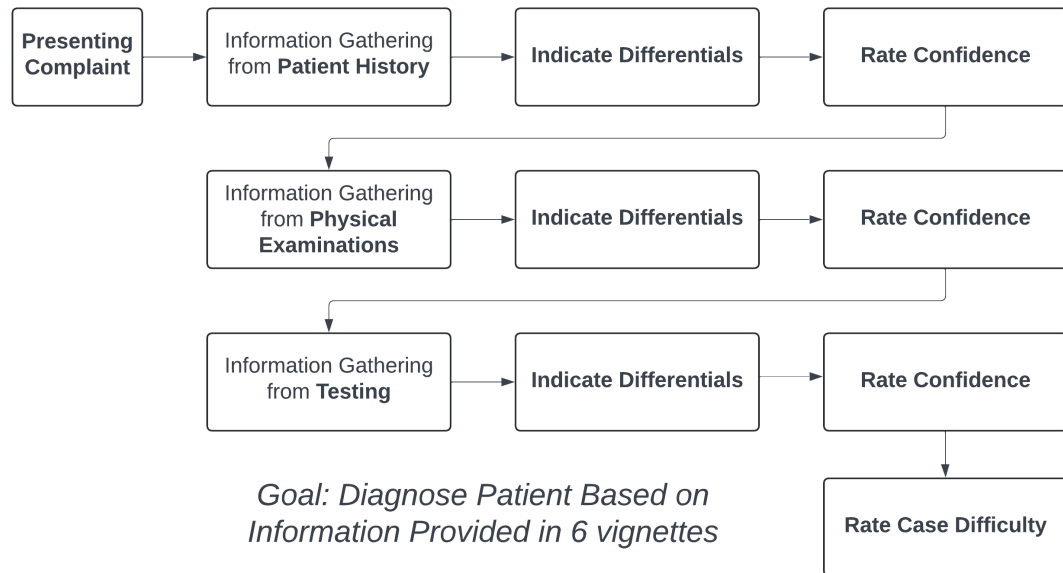 Presenting
Complaint
Information Gathering
from Patient History
Indicate Differentials
Rate Confidence
Information Gathering
from Physical
Examinations
Indicate Differentials
Rate Confidence
Information Gathering
from Testing
Indicate Differentials
Rate Confidence
Goal: Diagnose Patient Based on
Information Provided in 6 vignettes
Rate Case Difficulty